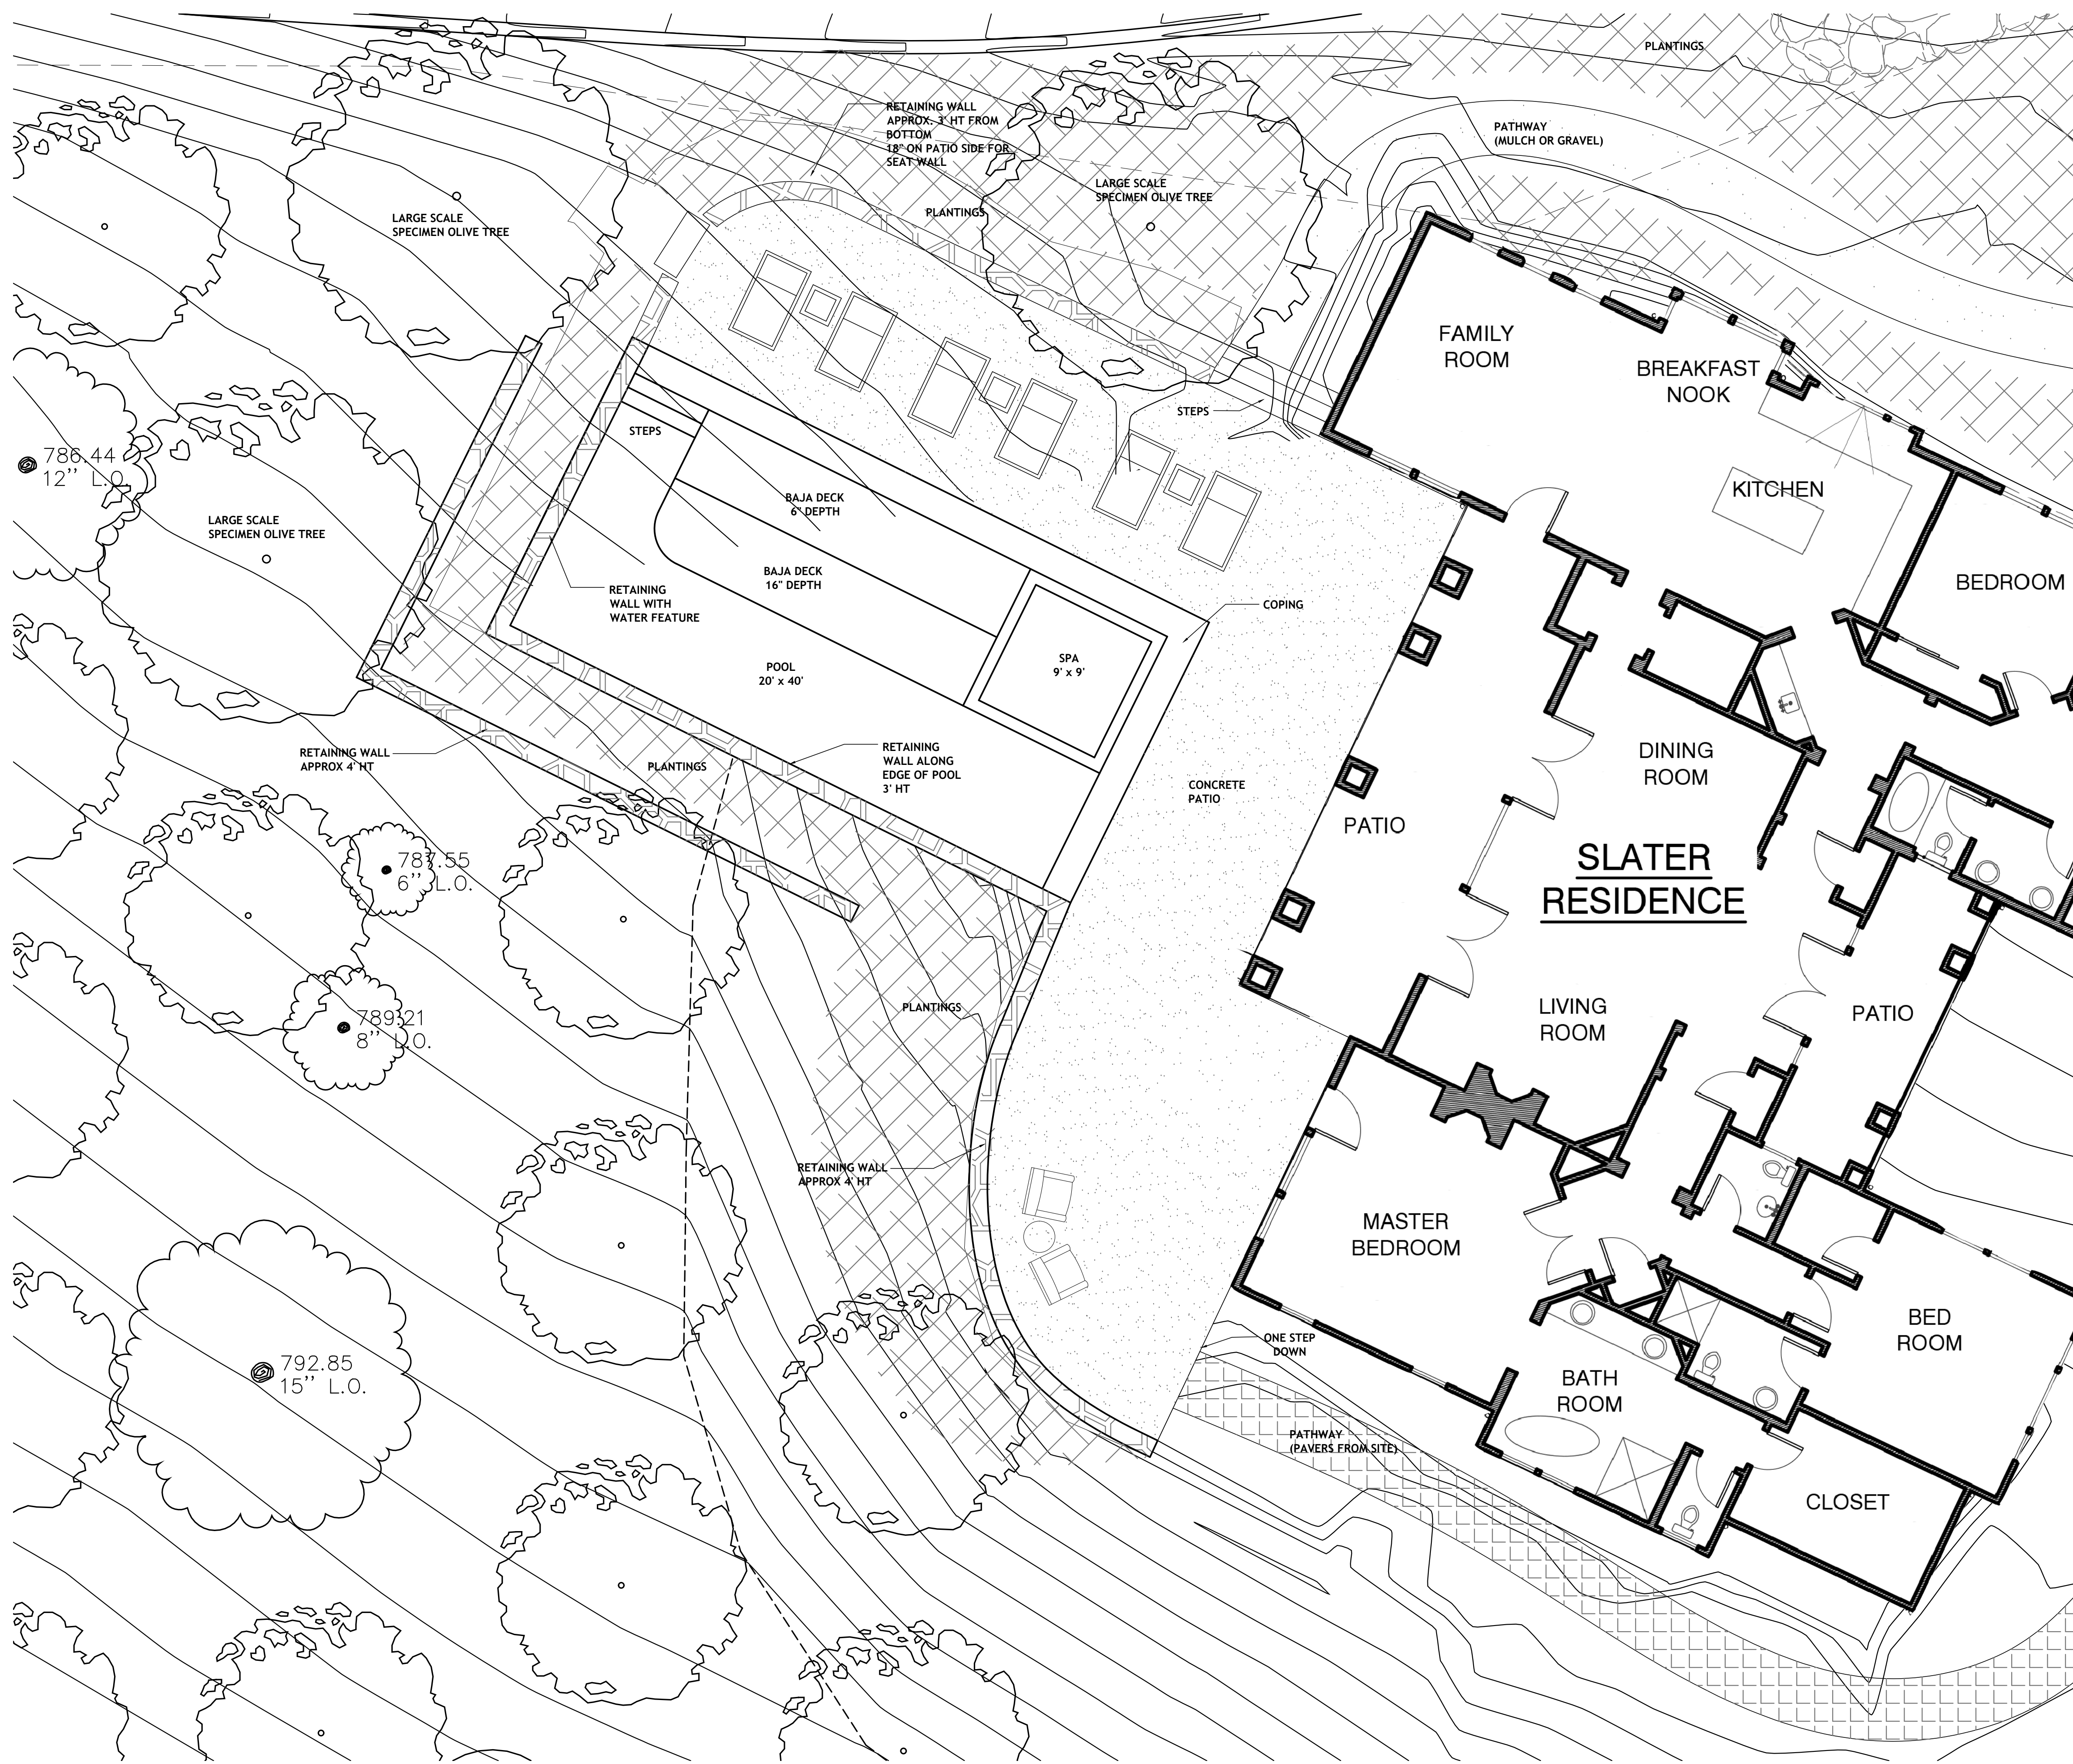 PLANTINGS
RETAINING WALL
APPROX. 3' HT FROM
BOTTOM
18" ON PATIO SIDE FOR
SEAT WALL
PATHWAY
(MULCH OR GRAVEL)
LARGE SCALE
SPECIMEN OLIVE TREE
LARGE SCALE
SPECIMEN OLIVE TREE
PLANTINGS
FAMILY
ROOM
BREAKFAST
NOOK
STEPS
STEPS
786.44
12'' L.O.
KITCHEN
BAJA DECK
6" DEPTH
LARGE SCALE
SPECIMEN OLIVE TREE
BAJA DECK
16" DEPTH
BEDROOM
RETAINING
WALL WITH
WATER FEATURE
COPING
SPA
9' x 9'
POOL
20' x 40'
RETAINING WALL
APPROX 4' HT
PLANTINGS
RETAINING
WALL ALONG
EDGE OF POOL
3' HT
CONCRETE
PATIO
DINING
ROOM
PATIO
SLATER
RESIDENCE
787.55
6'' L.O.
PLANTINGS
LIVING
ROOM
PATIO
789.21
8'' L.O.
RETAINING WALL
APPROX 4' HT
MASTER
BEDROOM
BED
ROOM
ONE STEP
DOWN
792.85
15'' L.O.
BATH
ROOM
PATHWAY
(PAVERS FROM SITE)
CLOSET